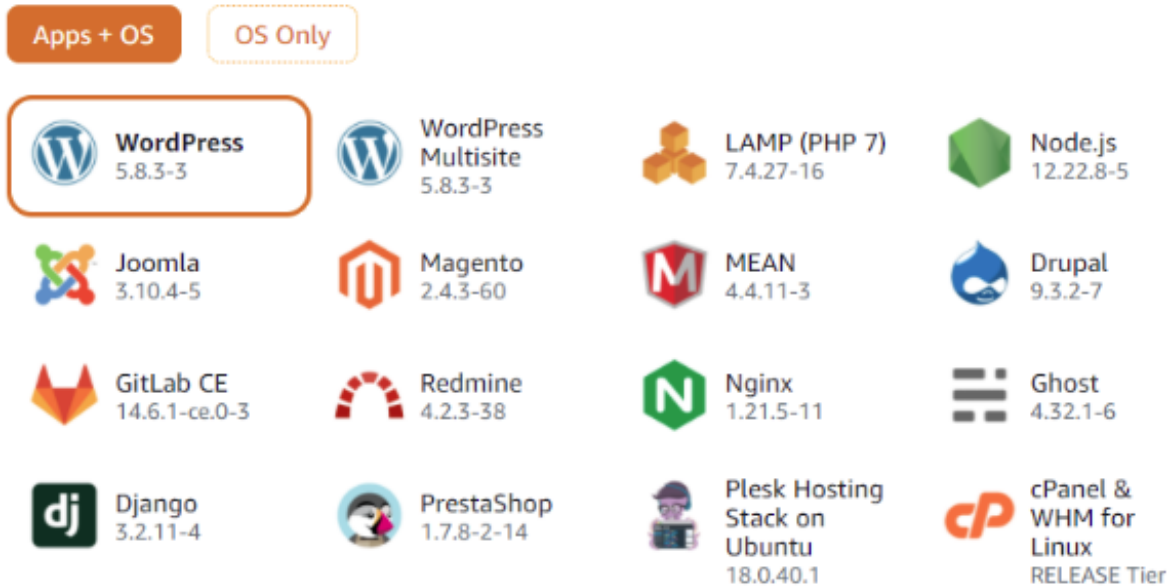 Apps + OS
OS Only
WordPress
5.8.3-3
WordPress
Multisite
5.8.3-3
LAMP (PHP 7)
7.4.27-16
Node.js
12.22.8-5
Joomla
3.10.4-5
Magento
2.4.3-60
MEAN
4.4.11-3
Drupal
9.3.2-7
GitLab CE
14.6.1-ce.0-3
Redmine
4.2.3-38
Nginx
1.21.5-11
Ghost
4.32.1-6
dj
Django
3.2.11-4
PrestaShop
1.7.8-2-14
Plesk Hosting
Stack on
Ubuntu
18.0.40.1
cP
cPanel &
WHM for
Linux
RELEASE Tier